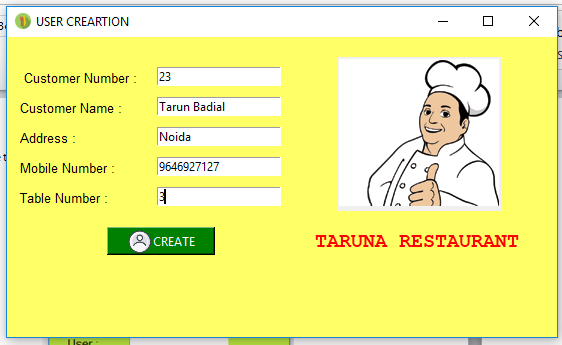 USER CREARTION
Customer Number : 23
Customer Name : Tarun Badial
Address : Noida
Mobile Number : 9646927127
Table Number : 3
CREATE
TARUNA RESTAURANT
User :